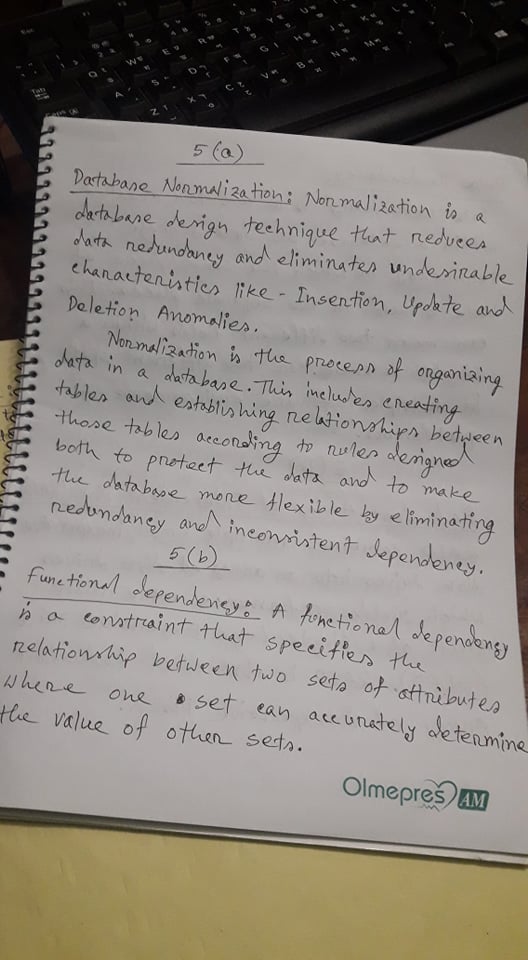 5(a)
Database Normalization: Normalization is a
database design technique that reduces
data redundancy and eliminates undesirable
characteristics like - Insertion, Update and
Deletion Anomalies.
Normalization is the process of organizing
data in a database. This includes creating
tables and establishing relationships between
those tables according to rules designed
both to protect the data and to make
the database more flexible by eliminating
redundancy and inconsistent dependency.
5(b)
Functional dependency: A functional dependency
is a constraint that specifies the
relationship between two sets of attributes
where one set can accurately determine
the value of other sets.
Olmepres AM